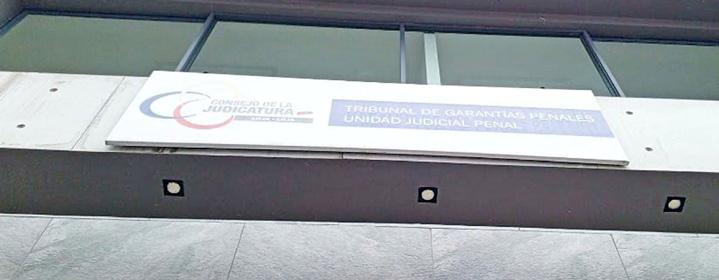 CONSEJO DE LA
JUDICATURA
TRIBUNAL DE GARANTÍAS PENALES
UNIDAD JUDICIAL PENAL